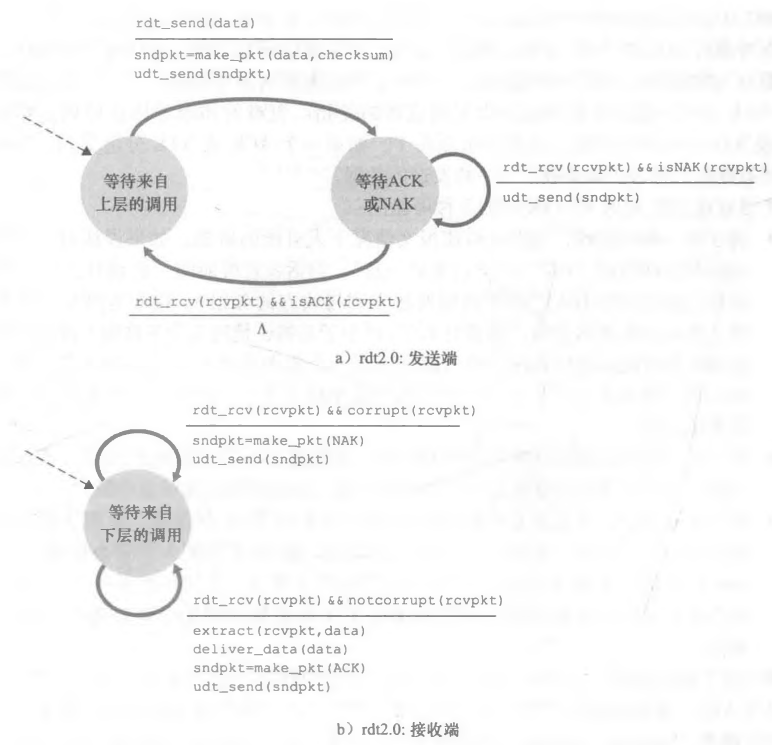 rdt_send(data)
sndpkt=make_pkt(data,checksum)
udt_send(sndpkt)
等待来自
上层的调用
等待ACK
或NAK
rdt_rcv(rcvpkt) && isNAK(rcvpkt)
udt_send(sndpkt)
rdt_rcv(rcvpkt) && isACK(rcvpkt)
Λ
a）rdt2.0: 发送端
rdt_rcv(rcvpkt) && corrupt(rcvpkt)
sndpkt=make_pkt(NAK)
udt_send(sndpkt)
等待来自
下层的调用
rdt_rcv(rcvpkt) && notcorrupt(rcvpkt)
extract(rcvpkt,data)
deliver_data(data)
sndpkt=make_pkt(ACK)
udt_send(sndpkt)
b）rdt2.0: 接收端